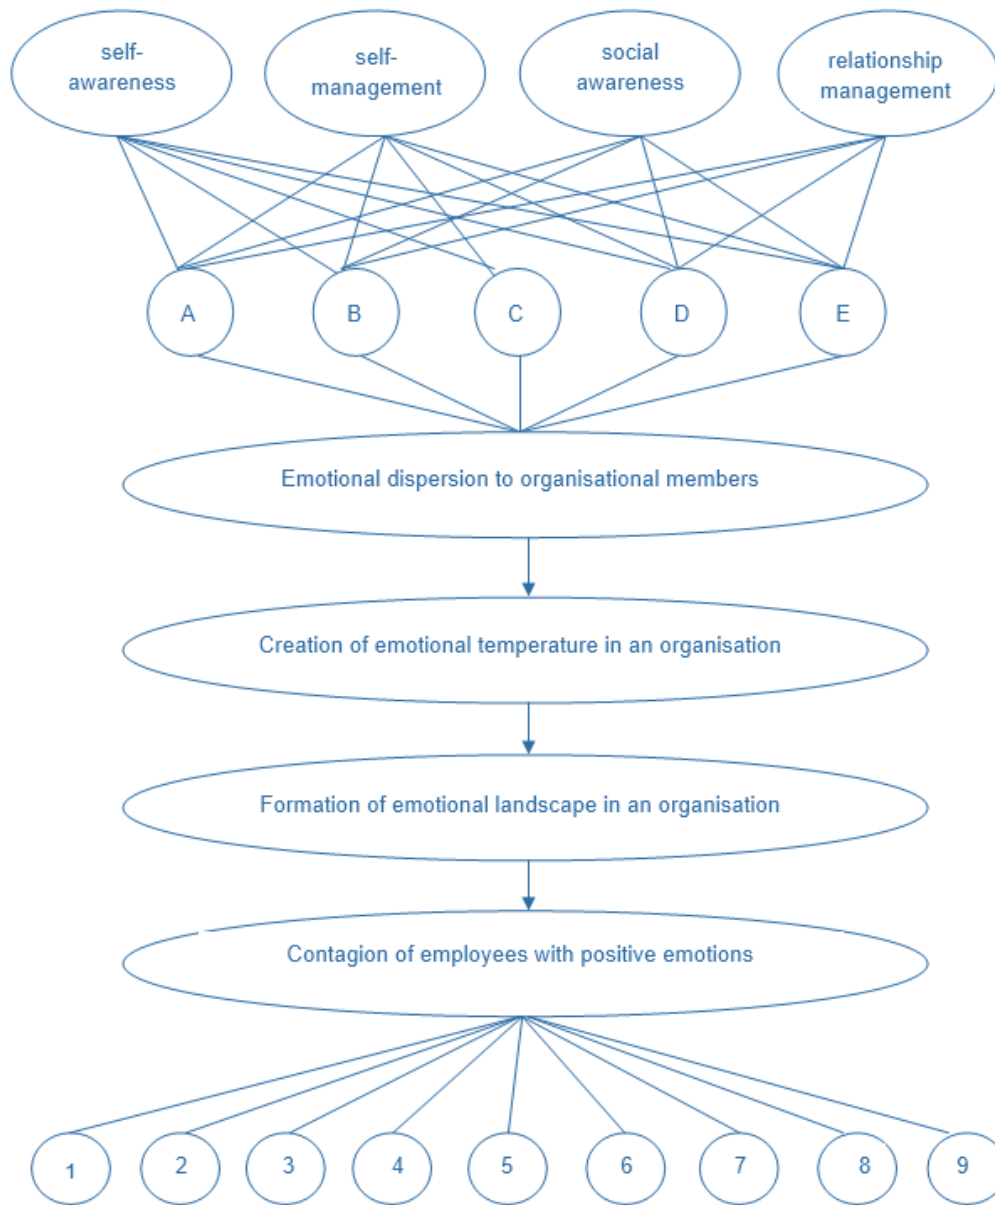 self-
awareness
self-
management
social
awareness
relationship
management
A
B
C
D
E
Emotional dispersion to organisational members
Creation of emotional temperature in an organisation
Formation of emotional landscape in an organisation
Contagion of employees with positive emotions
1
2
3
4
5
6
7
8
9